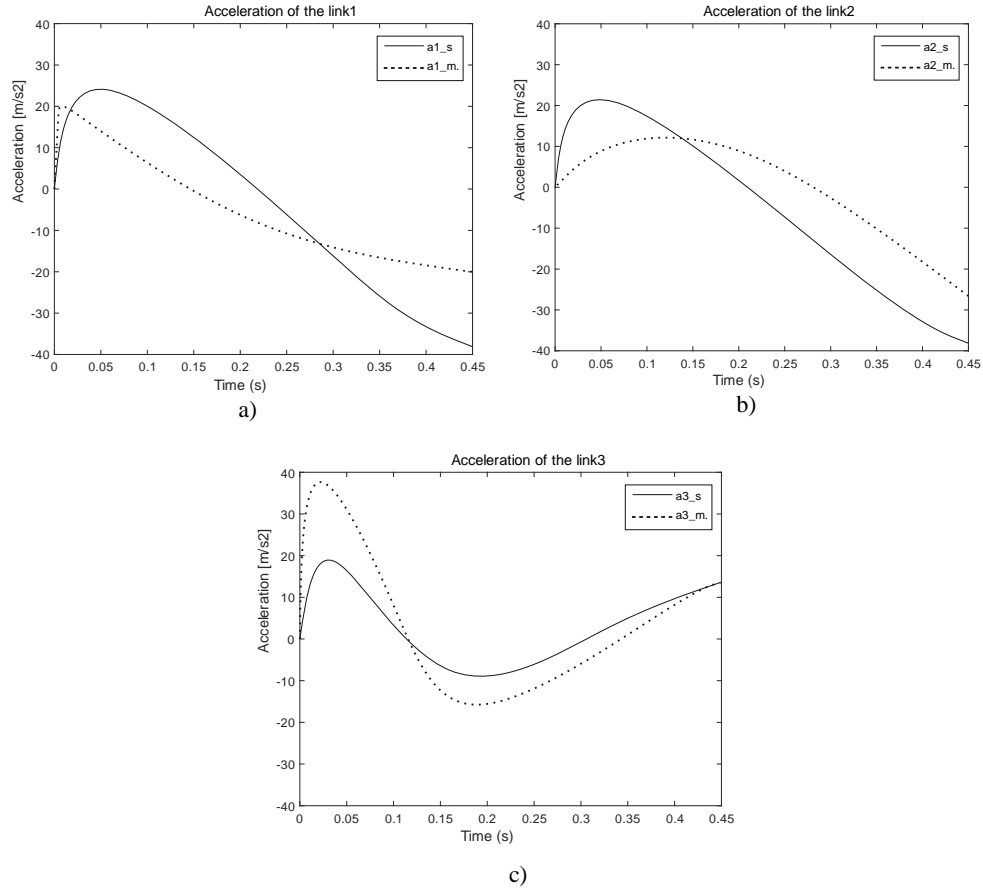 Acceleration of the link1
a1_s
a1_m.
Acceleration [m/s2]
40
30
20
10
0
-10
-20
-30
-40
0 0.05 0.1 0.15 0.2 0.25 0.3 0.35 0.4 0.45
Time (s)
a)
Acceleration of the link2
a2_s
a2_m.
Acceleration [m/s2]
40
30
20
10
0
-10
-20
-30
-40
0 0.05 0.1 0.15 0.2 0.25 0.3 0.35 0.4 0.45
Time (s)
b)
Acceleration of the link3
a3_s
a3_m.
Acceleration [m/s2]
40
30
20
10
0
-10
-20
-30
-40
0 0.05 0.1 0.15 0.2 0.25 0.3 0.35 0.4 0.45
Time (s)
c)